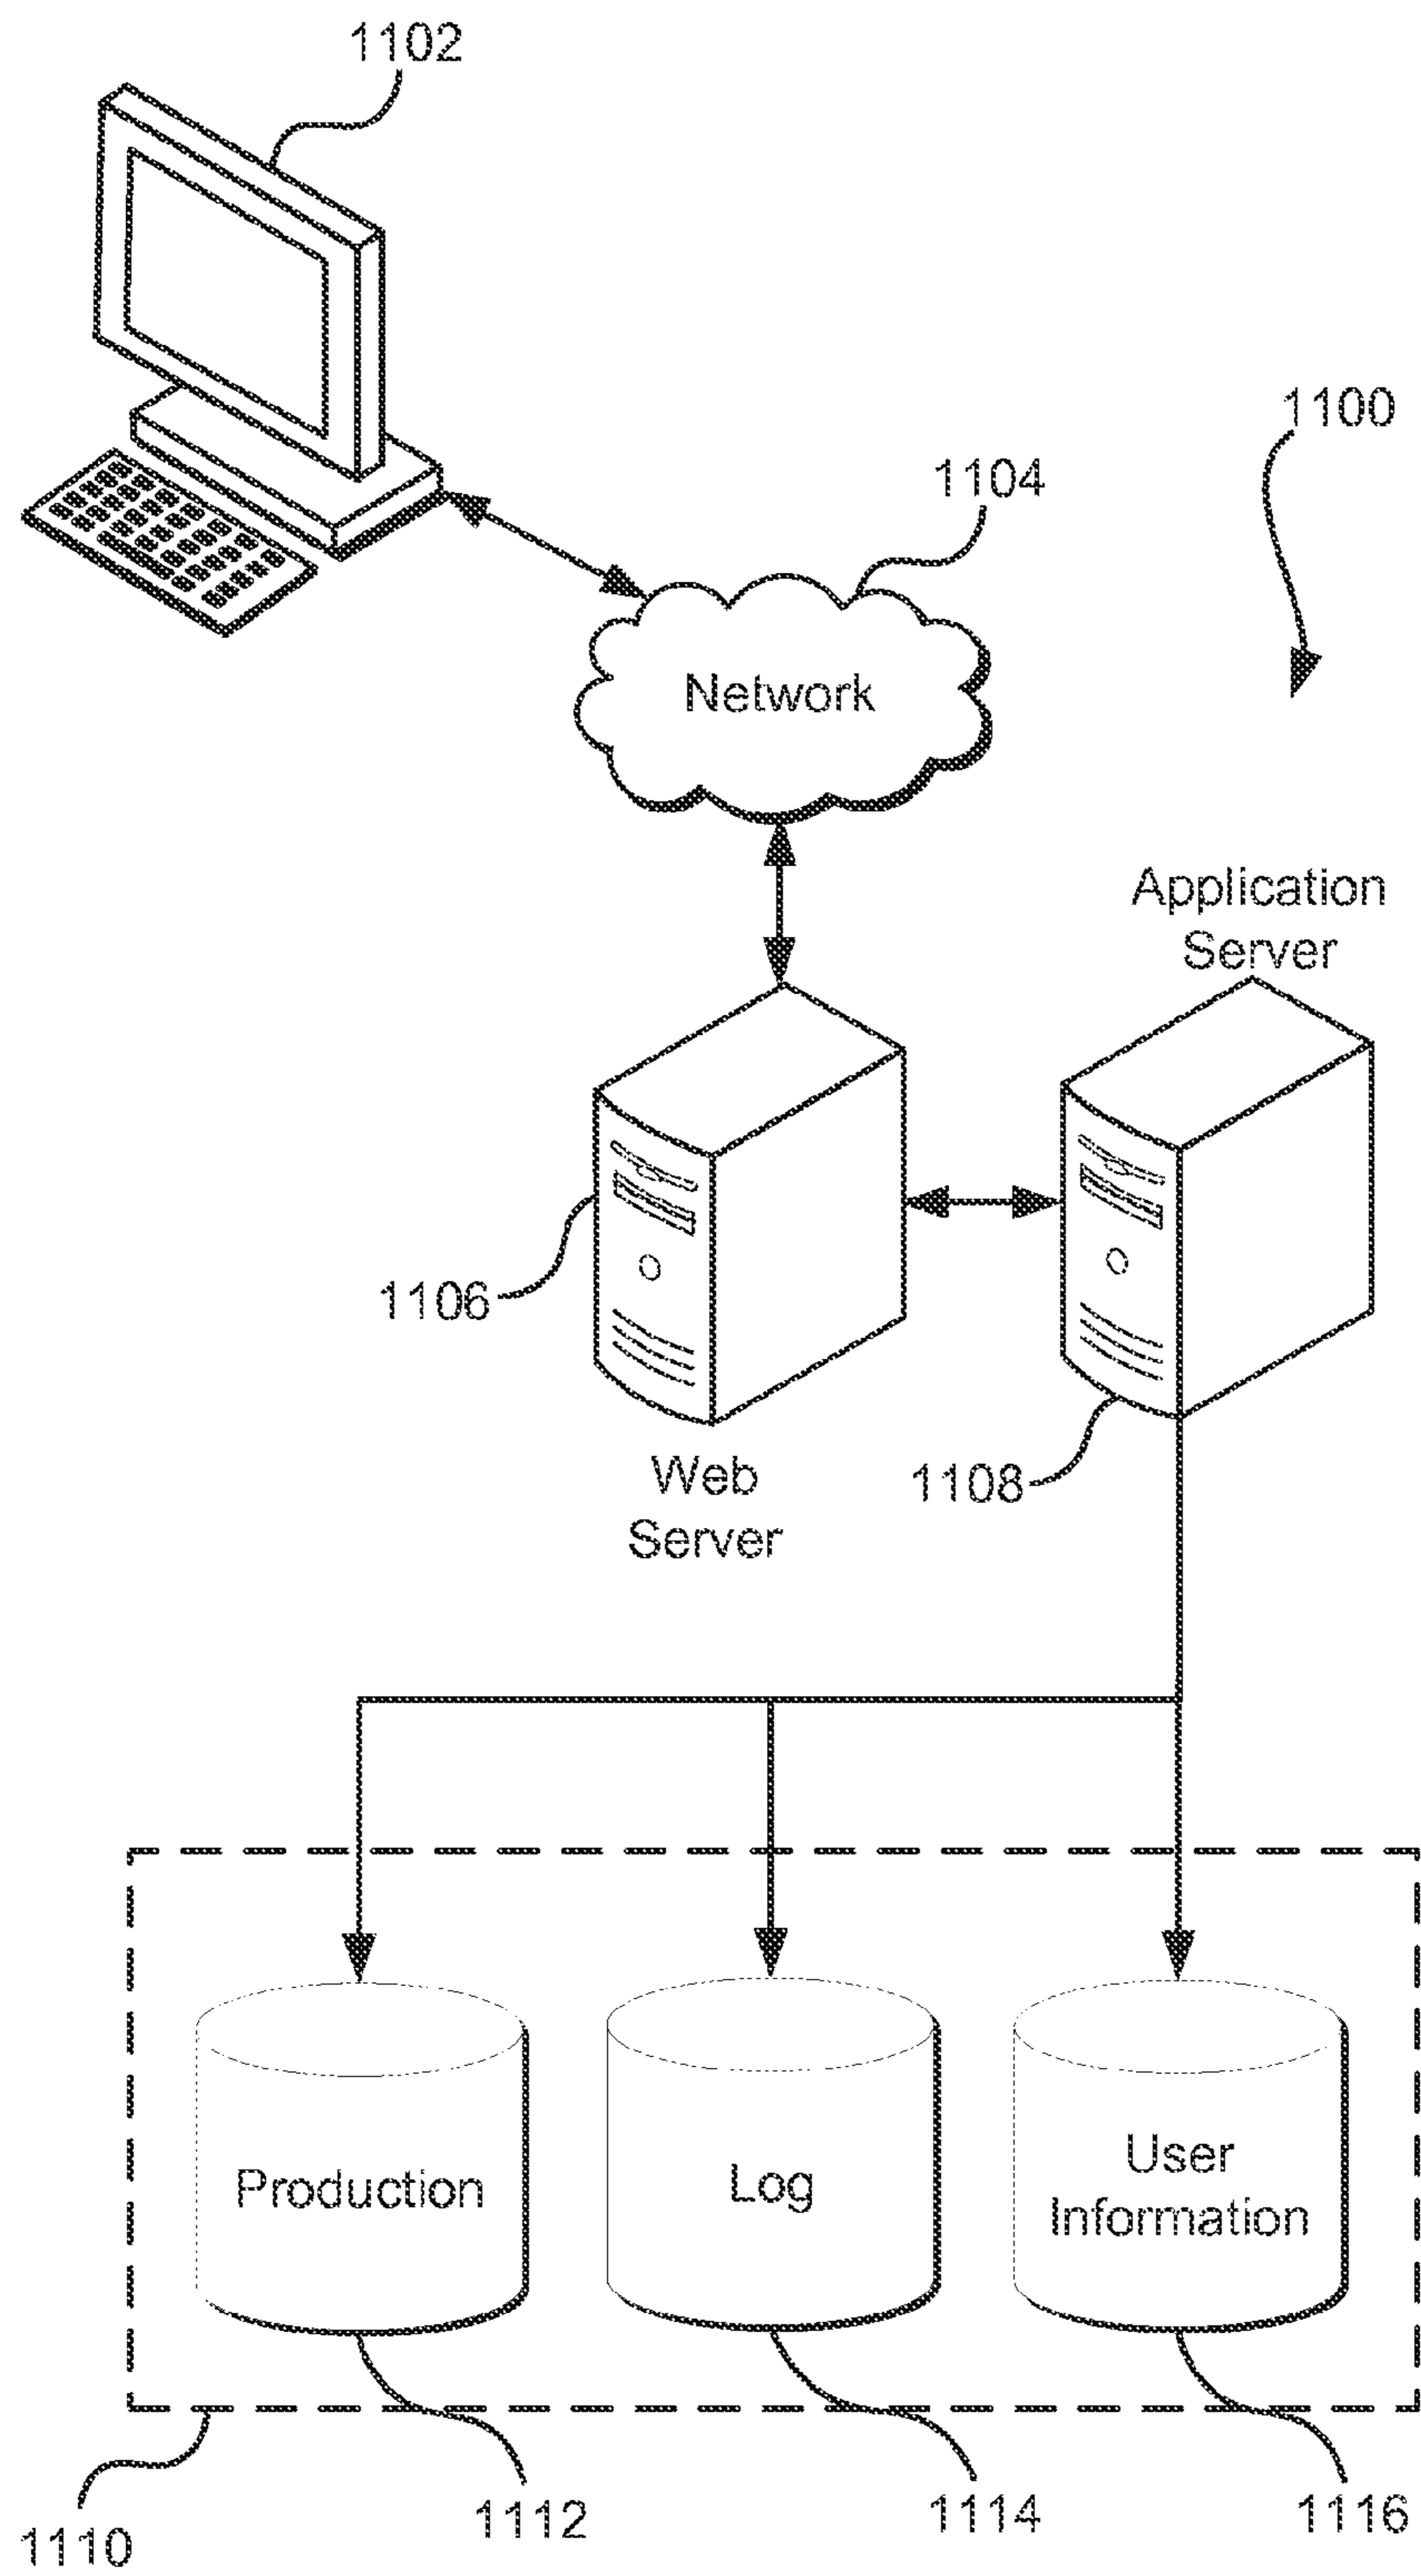 1102
1100
1104
Network
Application
Server
1106
Web
Server
1108
Production
Log
User
Information
1110
1112
1114
1116